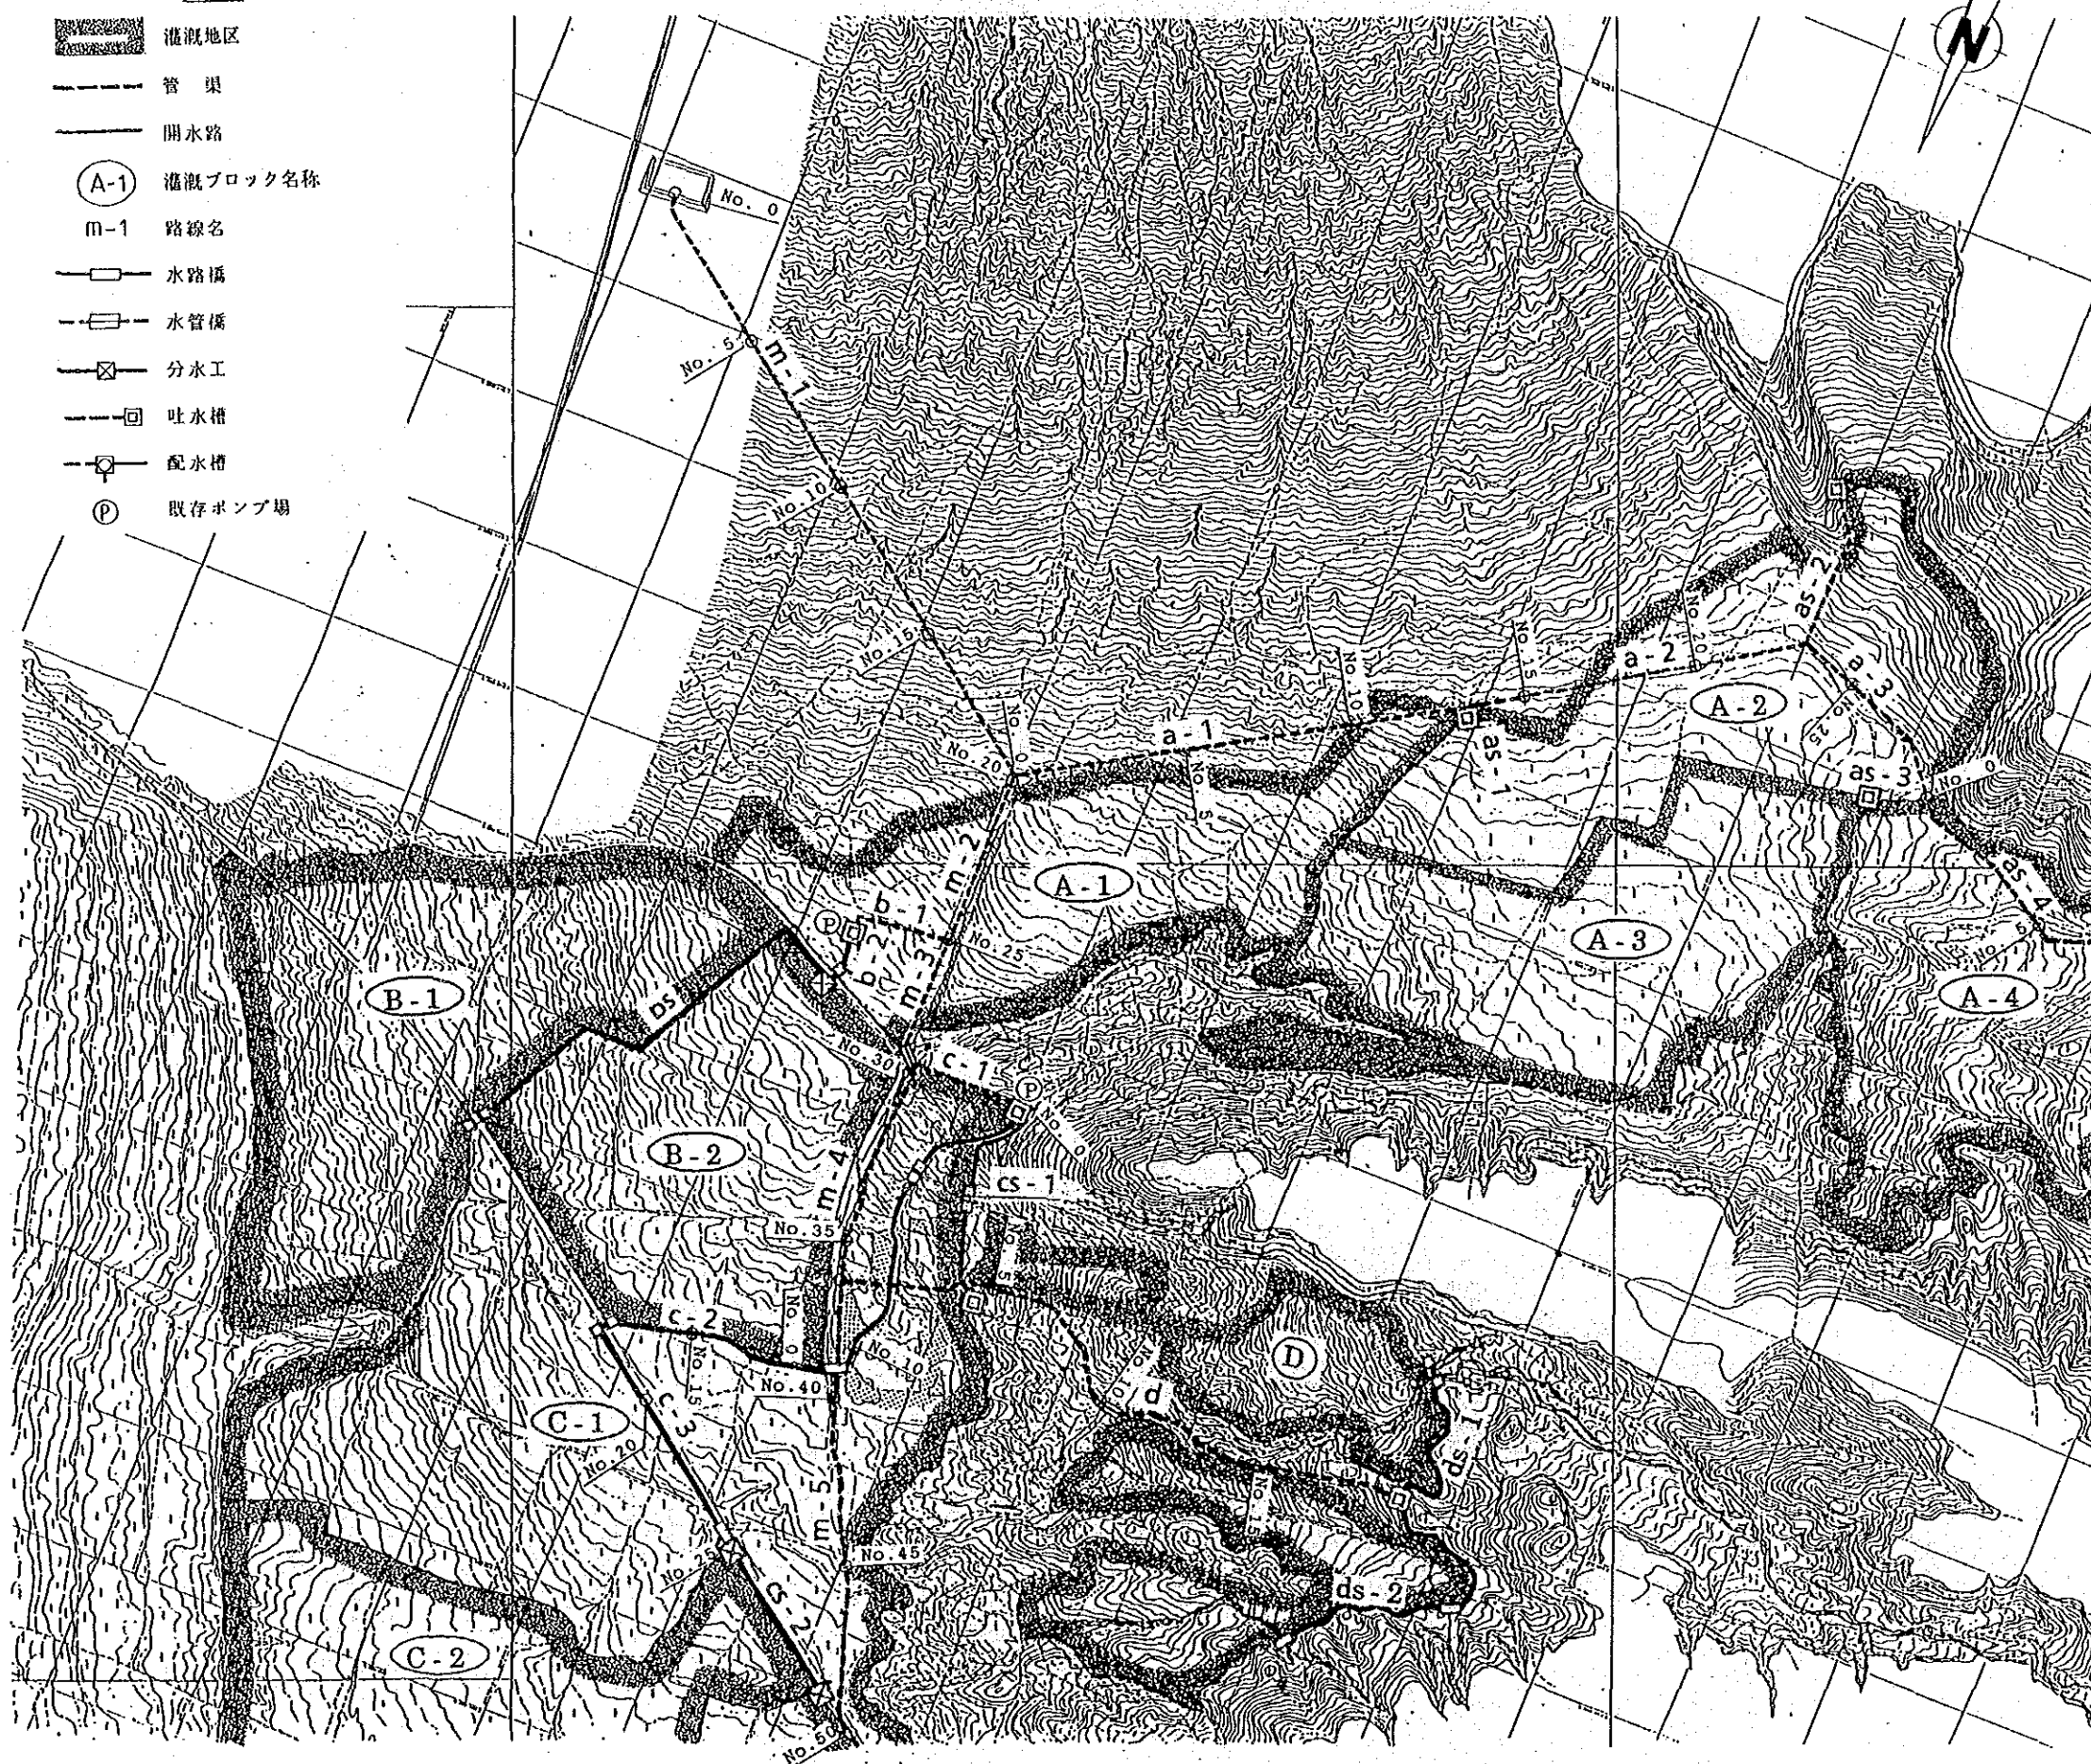 灌漑地区
管 渠
開水路
A-1 灌漑ブロック名称
m-1 路線名
水路橋
水管橋
分水工
吐水槽
配水槽
P 既存ポンプ場
N
No. 0
No. 5
m-1
No.10
No.15
No.20
No. 0
a-1
No. 5
No.10
as-1
No.15
a-2
No.20
as-2
a-3
No.25
A-2
as-3
No. 0
as-4
No. 5
A-1
A-3
A-4
m-2
b-1
P
b-2
m-3
No.25
B-1
bs
No.30
c-1
P
No. 0
B-2
m-4
cs-1
No.35
No. 5
c-2
No.15
No.40
No.10
No.10
d
D
ds-1
C-1
c-3
No.20
m-5
No.45
No.25
cs-2
ds-2
C-2
No.50